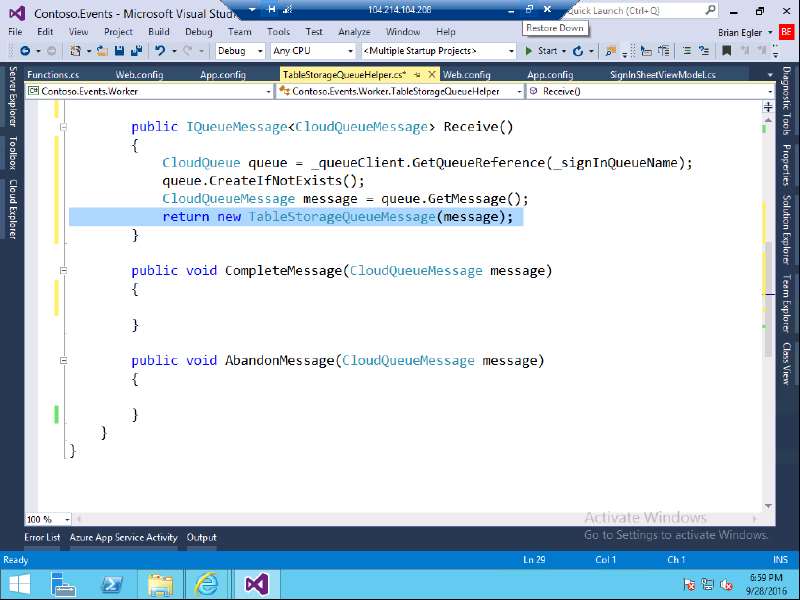 Contoso.Events - Microsoft Visual Stud
104.214.104.208
Quick Launch (Ctrl+Q)
Restore Down
File Edit View Project Build Debug Team Tools Test Analyze Window Help
Brian Egler BE
Debug Any CPU <Multiple Startup Projects> Start
Functions.cs Web.config App.config TableStorageQueueHelper.cs* Web.config App.config SignInSheetViewModel.cs
Contoso.Events.Worker Contoso.Events.Worker.TableStorageQueueHelper Receive()
Server Explorer
Toolbox
Cloud Explorer
public IQueueMessage<CloudQueueMessage> Receive()
{
CloudQueue queue = _queueClient.GetQueueReference(_signInQueueName);
queue.CreateIfNotExists();
CloudQueueMessage message = queue.GetMessage();
return new TableStorageQueueMessage(message);
}
public void CompleteMessage(CloudQueueMessage message)
{
}
public void AbandonMessage(CloudQueueMessage message)
{
}
}
}
Diagnostic Tools
Properties
Solution Explorer
Team Explorer
Class View
100 %
Activate Windows
Go to Settings to activate Windows.
Error List Azure App Service Activity Output
Ready Ln 29 Col 1 Ch 1 INS
6:59 PM
9/28/2016